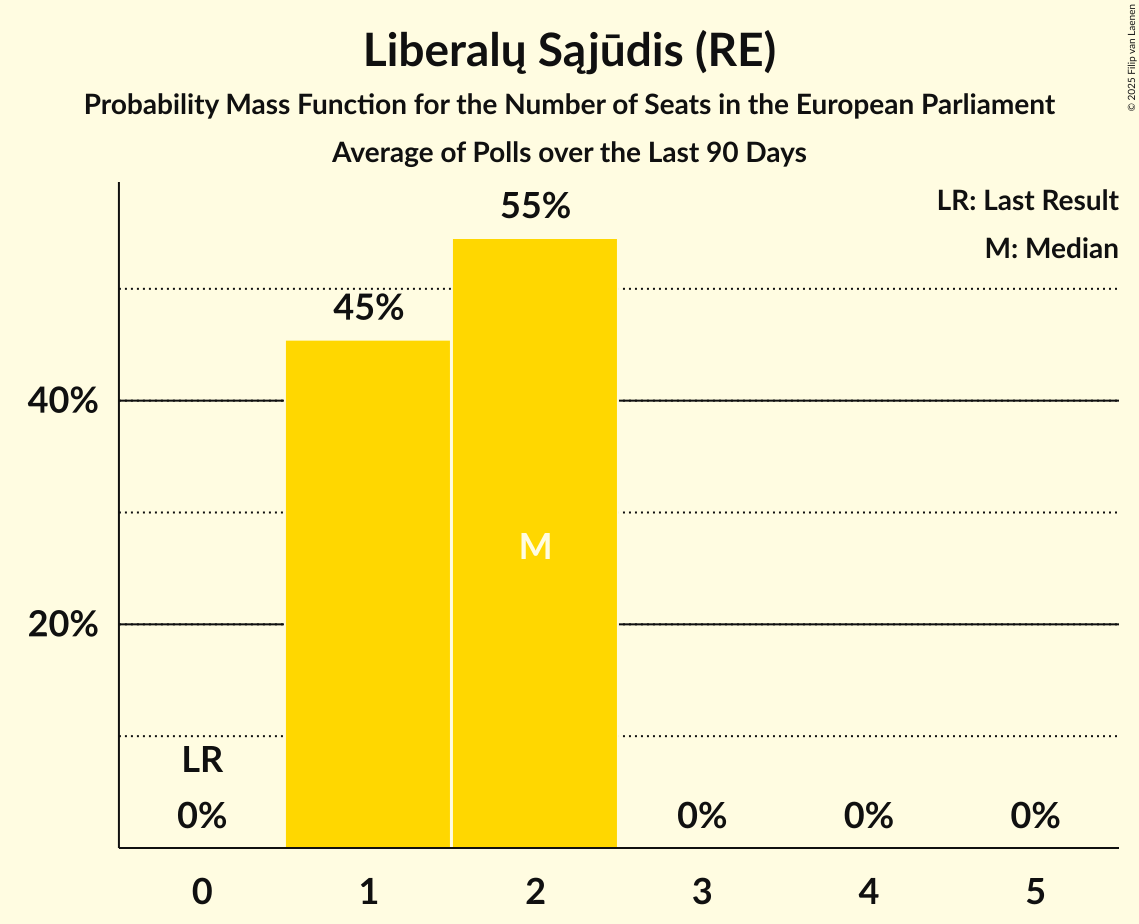 Liberalų Sąjūdis (RE)
Probability Mass Function for the Number of Seats in the European Parliament
Average of Polls over the Last 90 Days
© 2025 Filip van Laenen
LR: Last Result
M: Median
55%
45%
40%
M
20%
LR
0%
0%
0%
0%
0
1
2
3
4
5